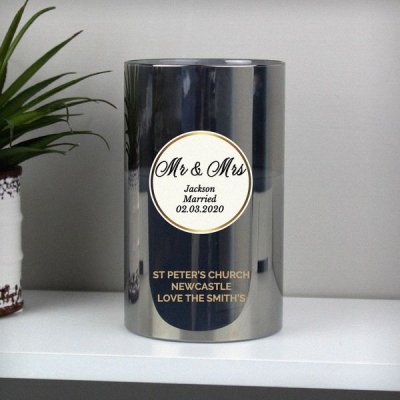 Mr & Mrs
Jackson
Married
02.03.2020
ST PETER'S CHURCH
NEWCASTLE
LOVE THE SMITH'S